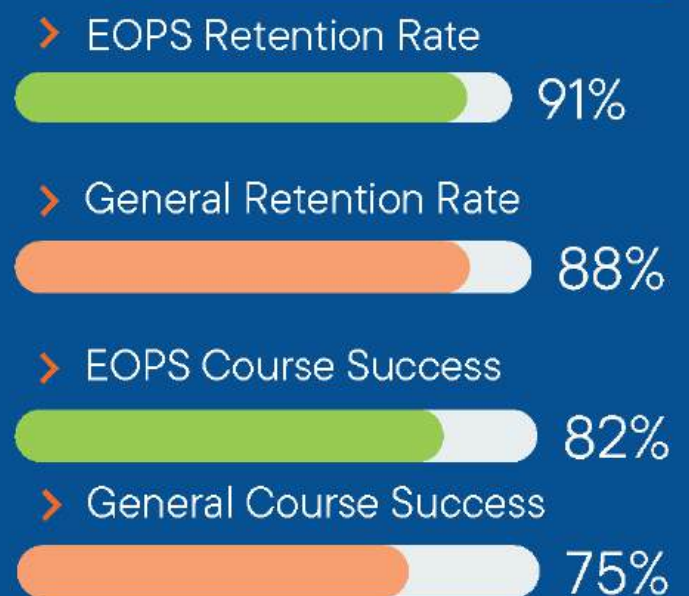 EOPS Retention Rate
91%
General Retention Rate
88%
EOPS Course Success
82%
General Course Success
75%